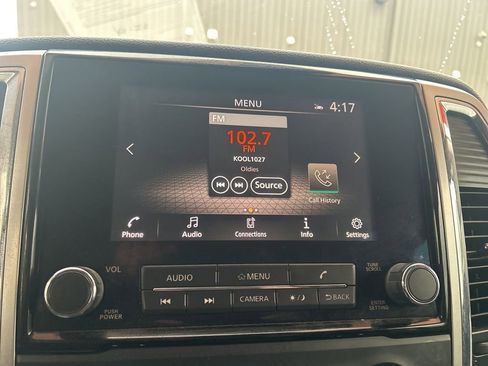 MENU
4:17
FM
102.7
FM
KOOL1027
Oldies
Source
Call History
Phone
Audio
Connections
Info
Settings
VOL
AUDIO
MENU
TUNE
SCROLL
PUSH
POWER
CAMERA
BACK
ENTER
SETTING